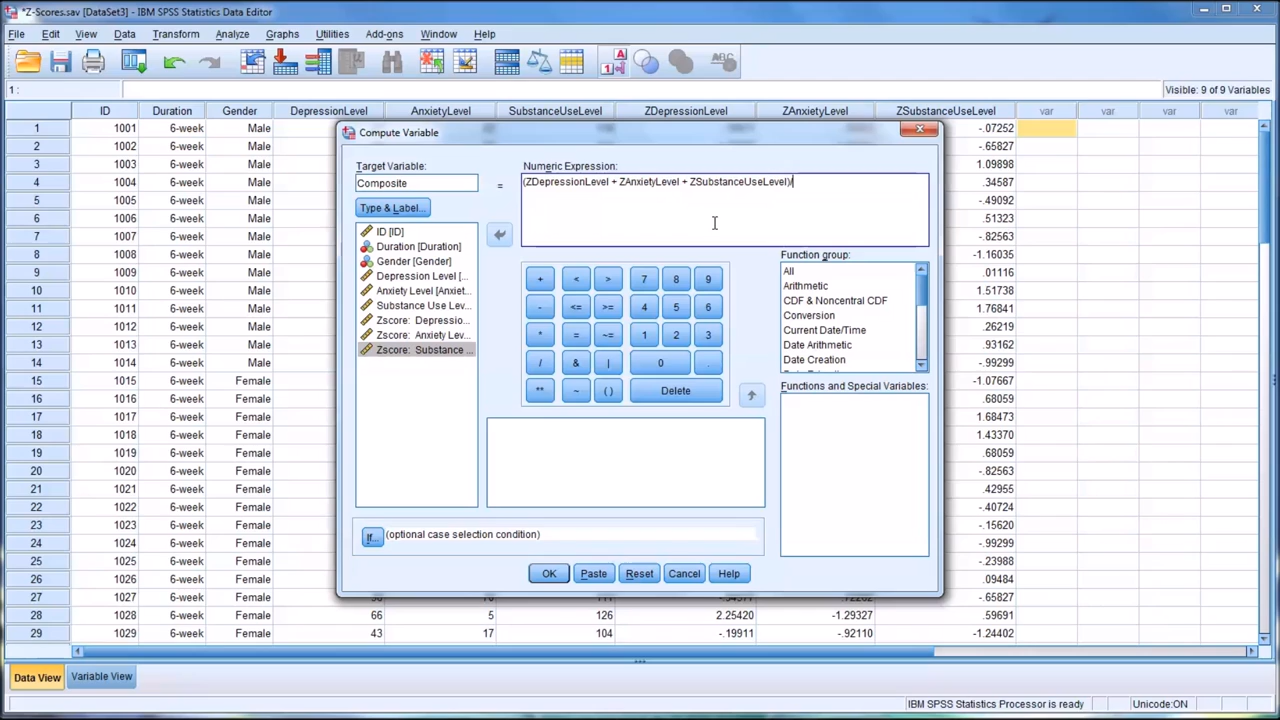 *Z-Scores.sav [DataSet3] - IBM SPSS Statistics Data Editor
File Edit View Data Transform Analyze Graphs Utilities Add-ons Window Help
1 :
Visible: 9 of 9 Variables
ID Duration Gender DepressionLevel AnxietyLevel SubstanceUseLevel ZDepressionLevel ZAnxietyLevel ZSubstanceUseLevel var var var var
1 1001 6-week Male -.07252
2 1002 6-week Male -.65827
3 1003 6-week Male 1.09898
4 1004 6-week Male .34587
5 1005 6-week Male -.49092
6 1006 6-week Male .51323
7 1007 6-week Male -.82563
8 1008 6-week Male -1.16035
9 1009 6-week Male .01116
10 1010 6-week Male 1.51738
11 1011 6-week Male 1.76841
12 1012 6-week Male .26219
13 1013 6-week Male .93162
14 1014 6-week Male -.99299
15 1015 6-week Female -1.07667
16 1016 6-week Female .68059
17 1017 6-week Female 1.68473
18 1018 6-week Female 1.43370
19 1019 6-week Female .68059
20 1020 6-week Female -.82563
21 1021 6-week Female .42955
22 1022 6-week Female -.40724
23 1023 6-week Female -.15620
24 1024 6-week Female -.99299
25 1025 6-week Female -.23988
26 1026 6-week Female .09484
27 1027 6-week Female -.65827
28 1028 6-week Female 66 5 126 2.25420 -1.29327 .59691
29 1029 6-week Female 43 17 104 -.19911 -.92110 -1.24402
Compute Variable
Target Variable:
Composite
=
Numeric Expression:
(ZDepressionLevel + ZAnxietyLevel + ZSubstanceUseLevel)/
Type & Label...
ID [ID]
Duration [Duration]
Gender [Gender]
Depression Level [...
Anxiety Level [Anxiet...
Substance Use Lev...
Zscore: Depressio...
Zscore: Anxiety Lev...
Zscore: Substance ...
+ < > 7 8 9
- <= >= 4 5 6
* = ~= 1 2 3
/ & | 0 .
** ~ ( ) Delete
Function group:
All
Arithmetic
CDF & Noncentral CDF
Conversion
Current Date/Time
Date Arithmetic
Date Creation
Functions and Special Variables:
If... (optional case selection condition)
OK Paste Reset Cancel Help
Data View Variable View
IBM SPSS Statistics Processor is ready
Unicode:ON